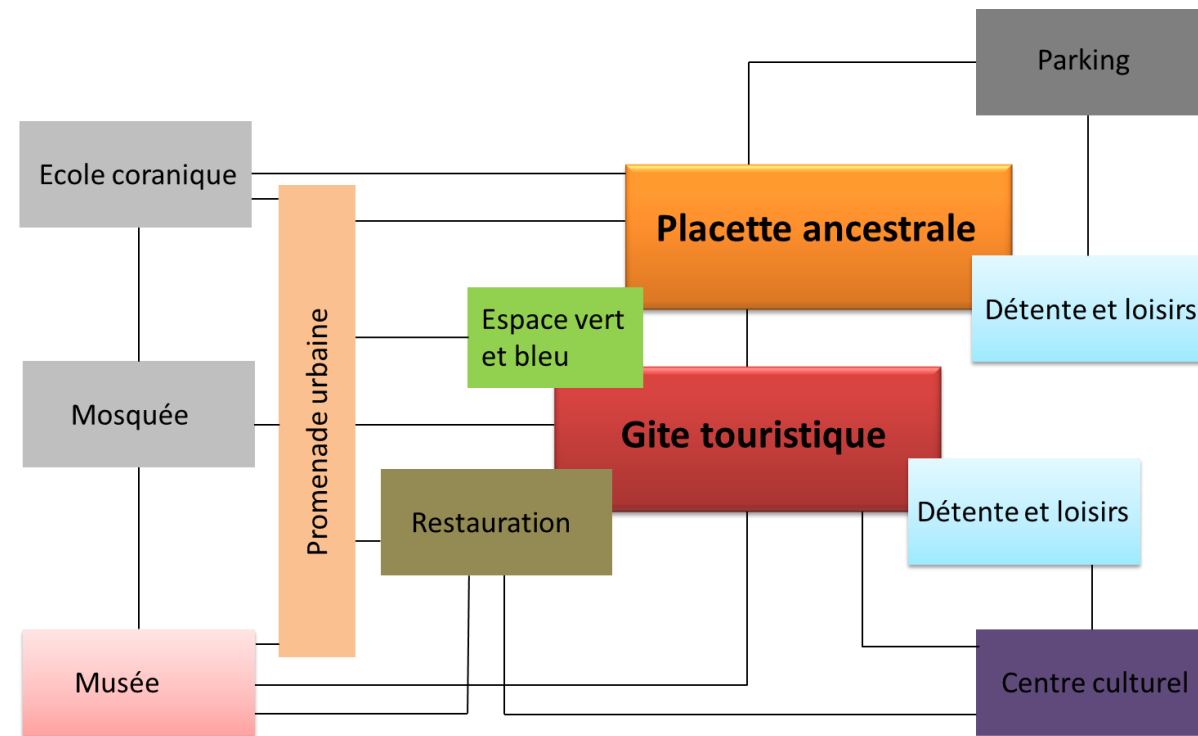 Parking
Ecole coranique
Placette ancestrale
Détente et loisirs
Espace vert
et bleu
Promenade urbaine
Mosquée
Gite touristique
Restauration
Détente et loisirs
Musée
Centre culturel